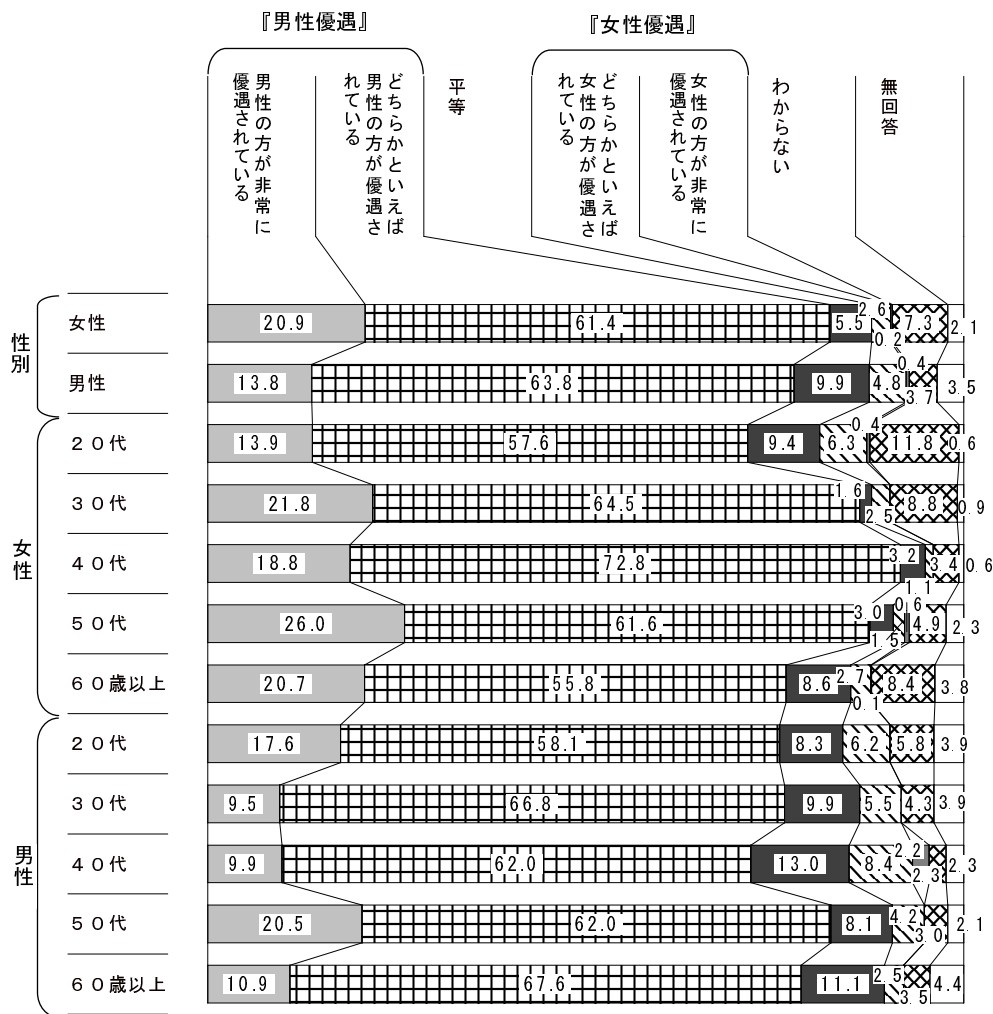 『男性優遇』
『女性優遇』
男性の方が非常に
優遇されている
どちらかといえば
男性の方が優遇さ
れている
平等
どちらかといえば
女性の方が優遇さ
れている
女性の方が非常に
優遇されている
わからない
無回答
性別
女性
20.9
61.4
5.5
2.6
0.2
7.3
2.1
男性
13.8
63.8
9.9
4.8
0.4
3.7
3.5
女性
２０代
13.9
57.6
9.4
6.3
0.4
11.8
0.6
３０代
21.8
64.5
1.6
2.5
8.8
0.9
４０代
18.8
72.8
3.2
1.1
3.4
0.6
５０代
26.0
61.6
3.0
1.5
0.6
4.9
2.3
６０歳以上
20.7
55.8
8.6
2.7
0.1
8.4
3.8
男性
２０代
17.6
58.1
8.3
6.2
5.8
3.9
３０代
9.5
66.8
9.9
5.5
4.3
3.9
４０代
9.9
62.0
13.0
8.4
2.2
2.3
2.3
５０代
20.5
62.0
8.1
4.2
3.0
2.1
６０歳以上
10.9
67.6
11.1
2.5
3.5
4.4